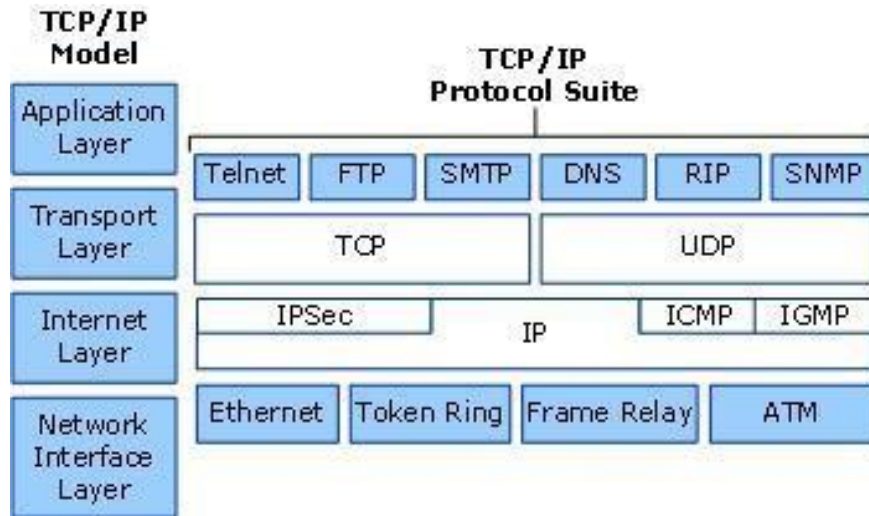 TCP/IP
Model
TCP/IP
Protocol Suite
Application
Layer
Telnet
FTP
SMTP
DNS
RIP
SNMP
Transport
Layer
TCP
UDP
Internet
Layer
IPSec
IP
ICMP
IGMP
Network
Interface
Layer
Ethernet
Token Ring
Frame Relay
ATM